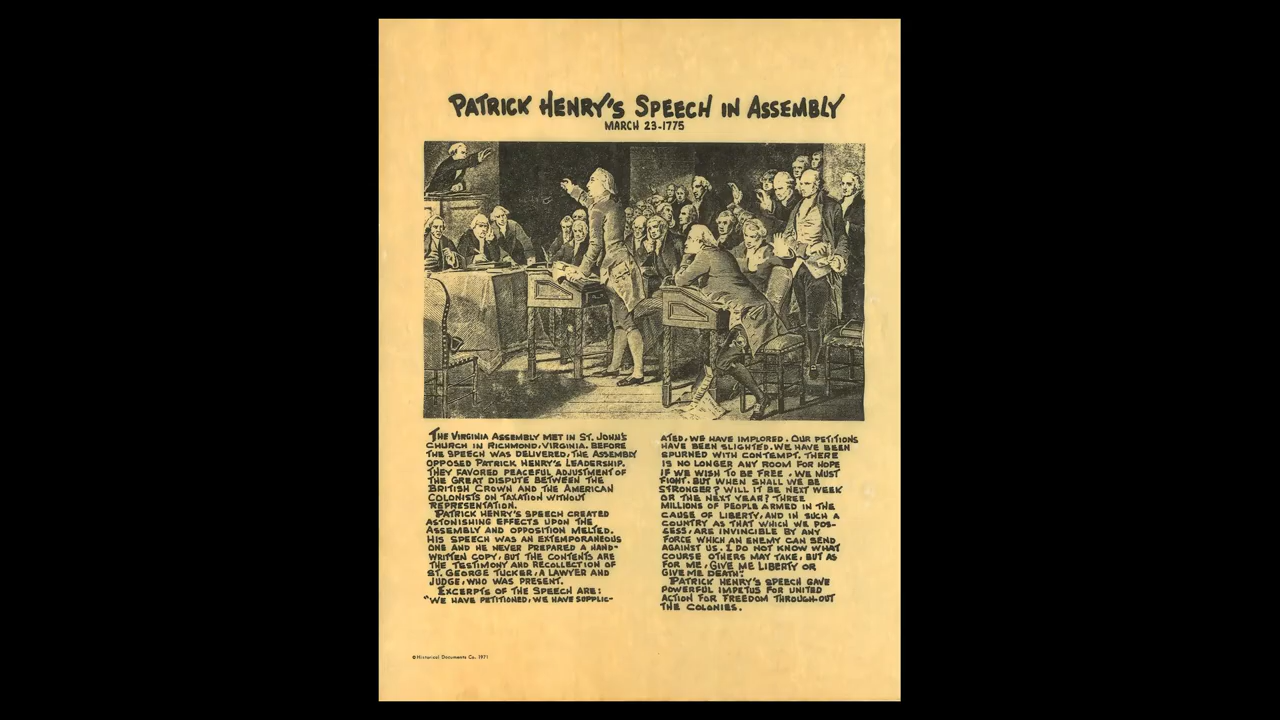 PATRICK HENRY'S SPEECH IN ASSEMBLY
MARCH 23-1775
THE VIRGINIA ASSEMBLY MET IN ST. JOHN'S
CHURCH IN RICHMOND, VIRGINIA. BEFORE
THE SPEECH WAS DELIVERED, THE ASSEMBLY
OPPOSED PATRICK HENRY'S LEADERSHIP.
THEY FAVORED PEACEFUL ADJUSTMENT OF
THE GREAT DISPUTE BETWEEN THE
BRITISH CROWN AND THE AMERICAN
COLONISTS ON TAXATION WITHOUT
REPRESENTATION.
PATRICK HENRY'S SPEECH CREATED
ASTONISHING EFFECTS UPON THE
ASSEMBLY AND OPPOSITION MELTED.
HIS SPEECH WAS AN EXTEMPORANEOUS
ONE AND HE NEVER PREPARED A HAND-
WRITTEN COPY, BUT THE CONTENTS ARE
THE TESTIMONY AND RECOLLECTION OF
ST. GEORGE TUCKER, A LAWYER AND
JUDGE, WHO WAS PRESENT.
EXCERPTS OF THE SPEECH ARE:
"WE HAVE PETITIONED, WE HAVE SUPPLIC-
ATED, WE HAVE IMPLORED. OUR PETITIONS
HAVE BEEN SLIGHTED. WE HAVE BEEN
SPURNED WITH CONTEMPT. THERE
IS NO LONGER ANY ROOM FOR HOPE
IF WE WISH TO BE FREE. WE MUST
FIGHT. BUT WHEN SHALL WE BE
STRONGER? WILL IT BE NEXT WEEK
OR THE NEXT YEAR? THREE
MILLIONS OF PEOPLE ARMED IN THE
CAUSE OF LIBERTY, AND IN SUCH A
COUNTRY AS THAT WHICH WE POS-
SESS, ARE INVINCIBLE BY ANY
FORCE WHICH AN ENEMY CAN SEND
AGAINST US. I DO NOT KNOW WHAT
COURSE OTHERS MAY TAKE, BUT AS
FOR ME, GIVE ME LIBERTY OR
GIVE ME DEATH".
PATRICK HENRY'S SPEECH GAVE
POWERFUL IMPETUS FOR UNITED
ACTION FOR FREEDOM THROUGH-OUT
THE COLONIES.
©Historical Documents Co. 1971